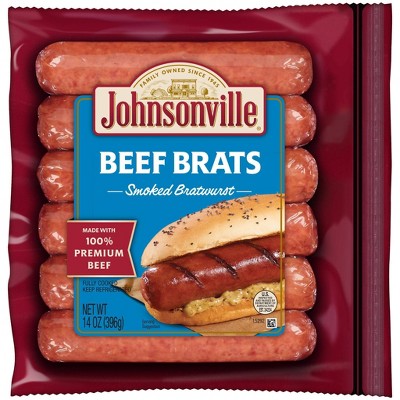 FAMILY OWNED SINCE 1945
Johnsonville®
BEEF BRATS
Smoked Bratwurst
MADE WITH
100%
PREMIUM
BEEF
FULLY COOKED
KEEP REFRIGERATED
NET WT
14 OZ (396g)